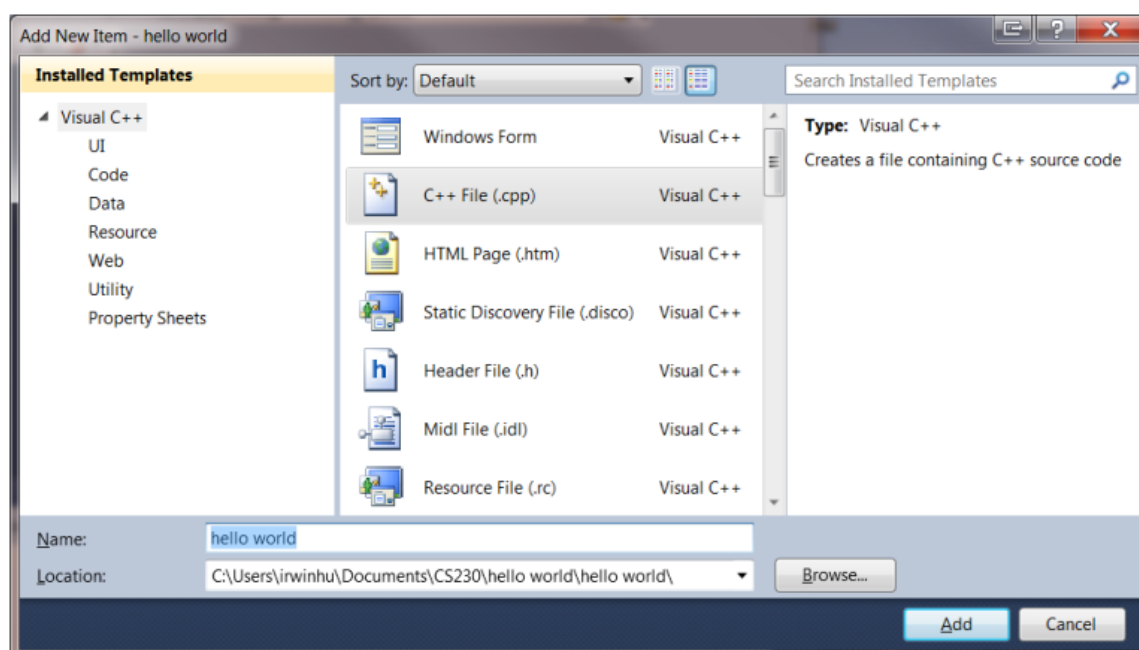 Add New Item - hello world
Installed Templates
Visual C++
UI
Code
Data
Resource
Web
Utility
Property Sheets
Sort by: Default
Windows Form Visual C++
C++ File (.cpp) Visual C++
HTML Page (.htm) Visual C++
Static Discovery File (.disco) Visual C++
Header File (.h) Visual C++
Midl File (.idl) Visual C++
Resource File (.rc) Visual C++
Search Installed Templates
Type: Visual C++
Creates a file containing C++ source code
Name: hello world
Location: C:\Users\irwinhu\Documents\CS230\hello world\hello world\
Browse...
Add Cancel